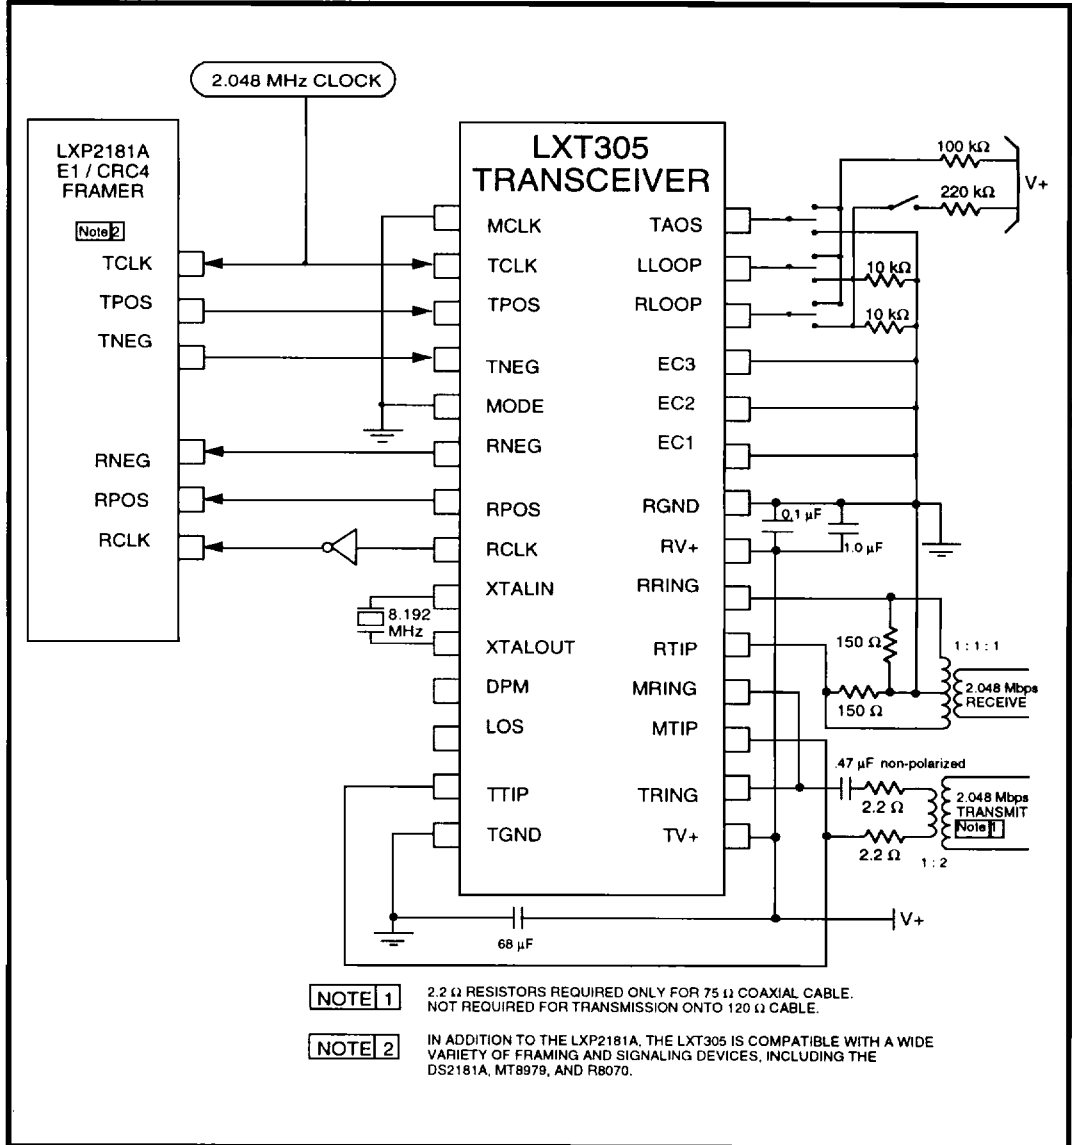 2.048 MHz CLOCK
LXP2181A
E1 / CRC4
FRAMER
Note 2
TCLK
TPOS
TNEG
RNEG
RPOS
RCLK
LXT305
TRANSCEIVER
MCLK
TCLK
TPOS
TNEG
MODE
RNEG
RPOS
RCLK
XTALIN
XTALOUT
DPM
LOS
TTIP
TGND
TAOS
LLOOP
RLOOP
EC3
EC2
EC1
RGND
RV+
RRING
RTIP
MRING
MTIP
TRING
TV+
8.192
MHz
100 kΩ
220 kΩ
V+
10 kΩ
10 kΩ
0.1 µF
1.0 µF
150 Ω
150 Ω
1 : 1 : 1
2.048 Mbps
RECEIVE
.47 µF non-polarized
2.2 Ω
2.2 Ω
1 : 2
2.048 Mbps
TRANSMIT
Note 1
68 µF
V+
NOTE 1
2.2 Ω RESISTORS REQUIRED ONLY FOR 75 Ω COAXIAL CABLE.
NOT REQUIRED FOR TRANSMISSION ONTO 120 Ω CABLE.
NOTE 2
IN ADDITION TO THE LXP2181A, THE LXT305 IS COMPATIBLE WITH A WIDE
VARIETY OF FRAMING AND SIGNALING DEVICES, INCLUDING THE
DS2181A, MT8979, AND R8070.